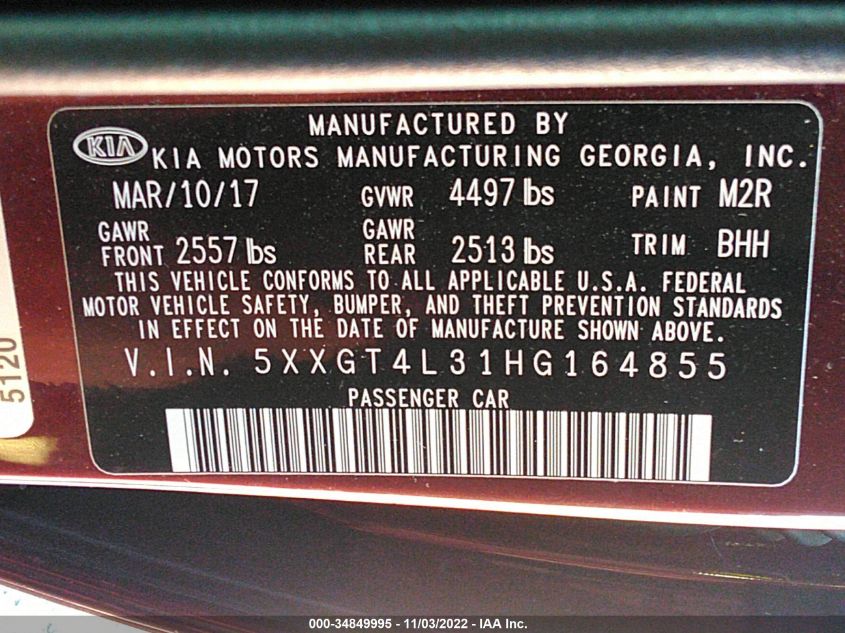 MANUFACTURED BY
KIA KIA MOTORS MANUFACTURING GEORGIA, INC.
MAR/10/17 GVWR 4497 lbs PAINT M2R
GAWR FRONT 2557 lbs GAWR REAR 2513 lbs TRIM BHH
THIS VEHICLE CONFORMS TO ALL APPLICABLE U.S.A. FEDERAL
MOTOR VEHICLE SAFETY, BUMPER, AND THEFT PREVENTION STANDARDS
IN EFFECT ON THE DATE OF MANUFACTURE SHOWN ABOVE.
V.I.N. 5XXGT4L31HG164855
PASSENGER CAR
5120
000-34849995 - 11/03/2022 - IAA Inc.